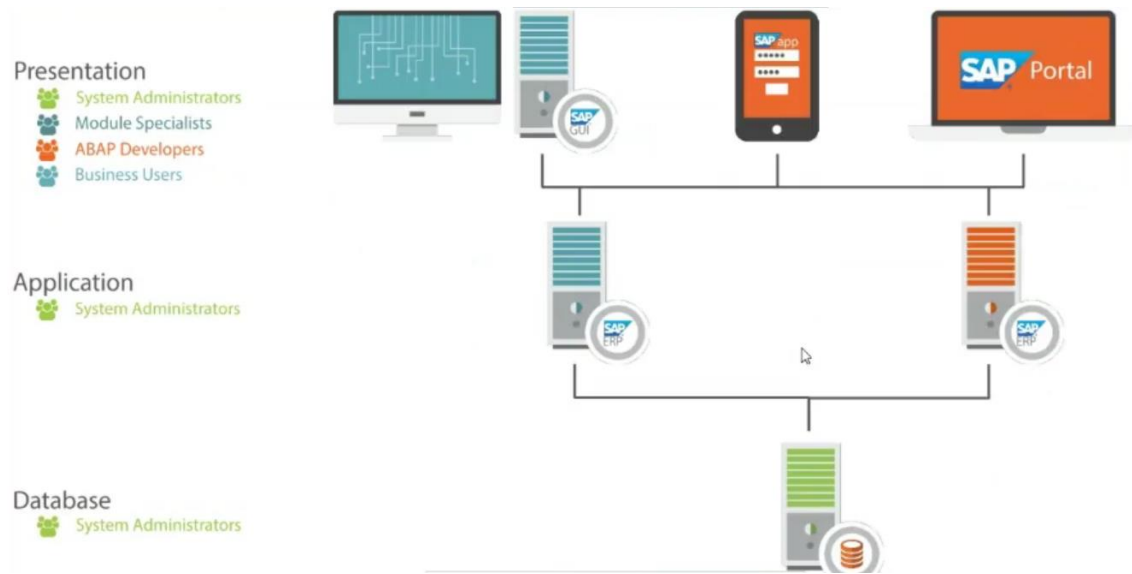 Presentation
System Administrators
Module Specialists
ABAP Developers
Business Users
SAP
GUI
SAP app
SAP Portal
Application
System Administrators
SAP
ERP
SAP
ERP
Database
System Administrators